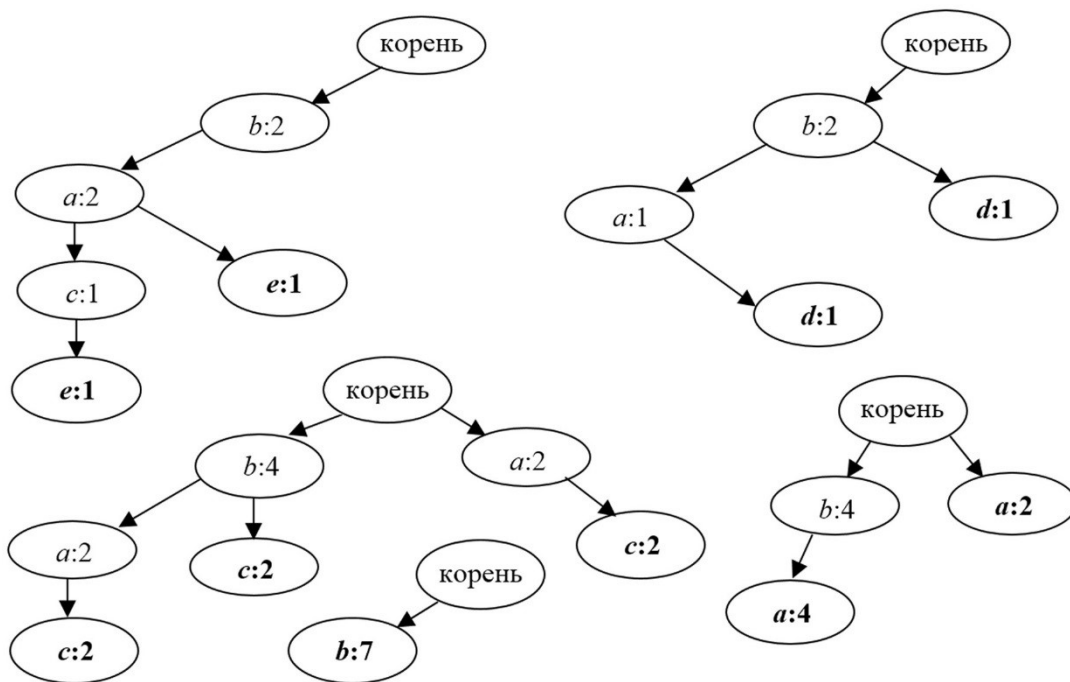 корень
b:2
a:2
c:1
e:1
e:1
корень
b:2
a:1
d:1
d:1
корень
b:4
a:2
a:2
c:2
c:2
c:2
корень
b:7
корень
b:4
a:2
a:4